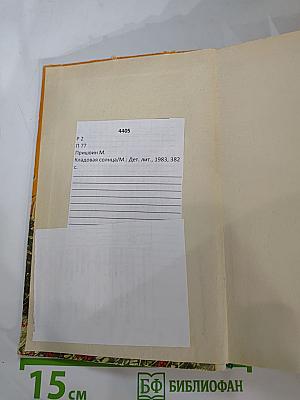 4405
Р 2
П 77
Пришвин М.
Кладовая солнца/М.: Дет. лит., 1983, 382
с.
15 см
БФ БИБЛИОФАН